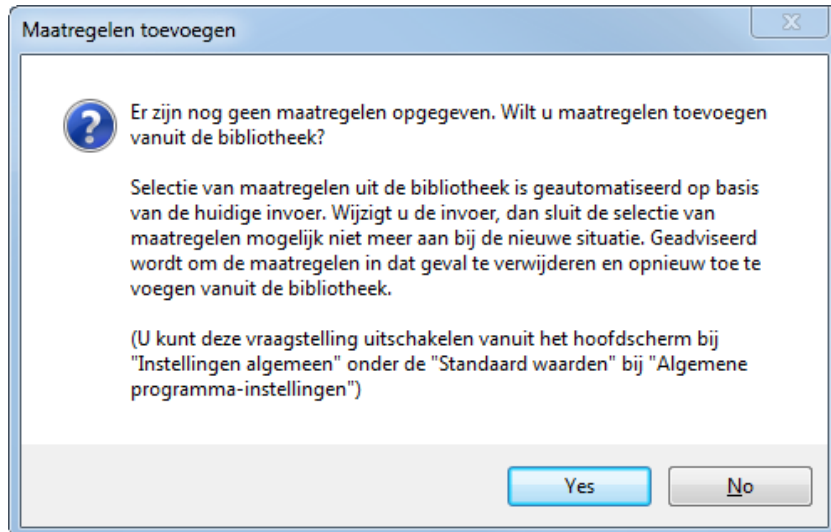 Maatregelen toevoegen
Er zijn nog geen maatregelen opgegeven. Wilt u maatregelen toevoegen
vanuit de bibliotheek?
Selectie van maatregelen uit de bibliotheek is geautomatiseerd op basis
van de huidige invoer. Wijzigt u de invoer, dan sluit de selectie van
maatregelen mogelijk niet meer aan bij de nieuwe situatie. Geadviseerd
wordt om de maatregelen in dat geval te verwijderen en opnieuw toe te
voegen vanuit de bibliotheek.
(U kunt deze vraagstelling uitschakelen vanuit het hoofdscherm bij
"Instellingen algemeen" onder de "Standaard waarden" bij "Algemene
programma-instellingen")
Yes
No